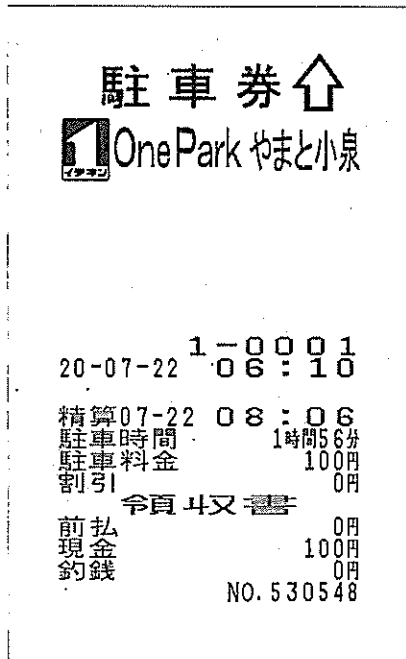 駐車券⇧
1 イチネン OnePark やまと小泉
1-0001
20-07-22 06:10
精算07-22 08:06
駐車時間 1時間56分
駐車料金 100円
割引 0円
領収書
前払 0円
現金 100円
釣銭 0円
NO.530548